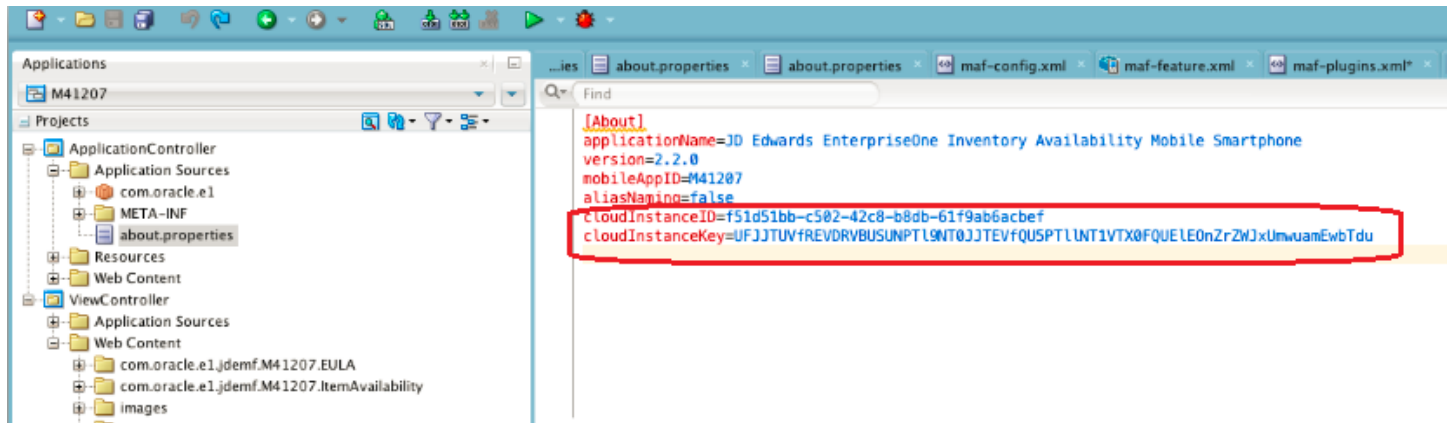 Applications
M41207
Projects
ApplicationController
Application Sources
com.oracle.e1
META-INF
about.properties
Resources
Web Content
ViewController
Application Sources
Web Content
com.oracle.e1.jdemf.M41207.EULA
com.oracle.e1.jdemf.M41207.ItemAvailability
images
...ies about.properties about.properties maf-config.xml maf-feature.xml maf-plugins.xml*
Find
[About]
applicationName=JD Edwards EnterpriseOne Inventory Availability Mobile Smartphone
version=2.2.0
mobileAppID=M41207
aliasNaming=false
cloudInstanceID=f51d51bb-c502-42c8-b8db-61f9ab6acbef
cloudInstanceKey=UFJJTUVfREVDRVBUSUNPTl9NT0JJTEVfQU5PTllNT1VTX0FQUElEOnZrZWJxUmwuamEwbTdu